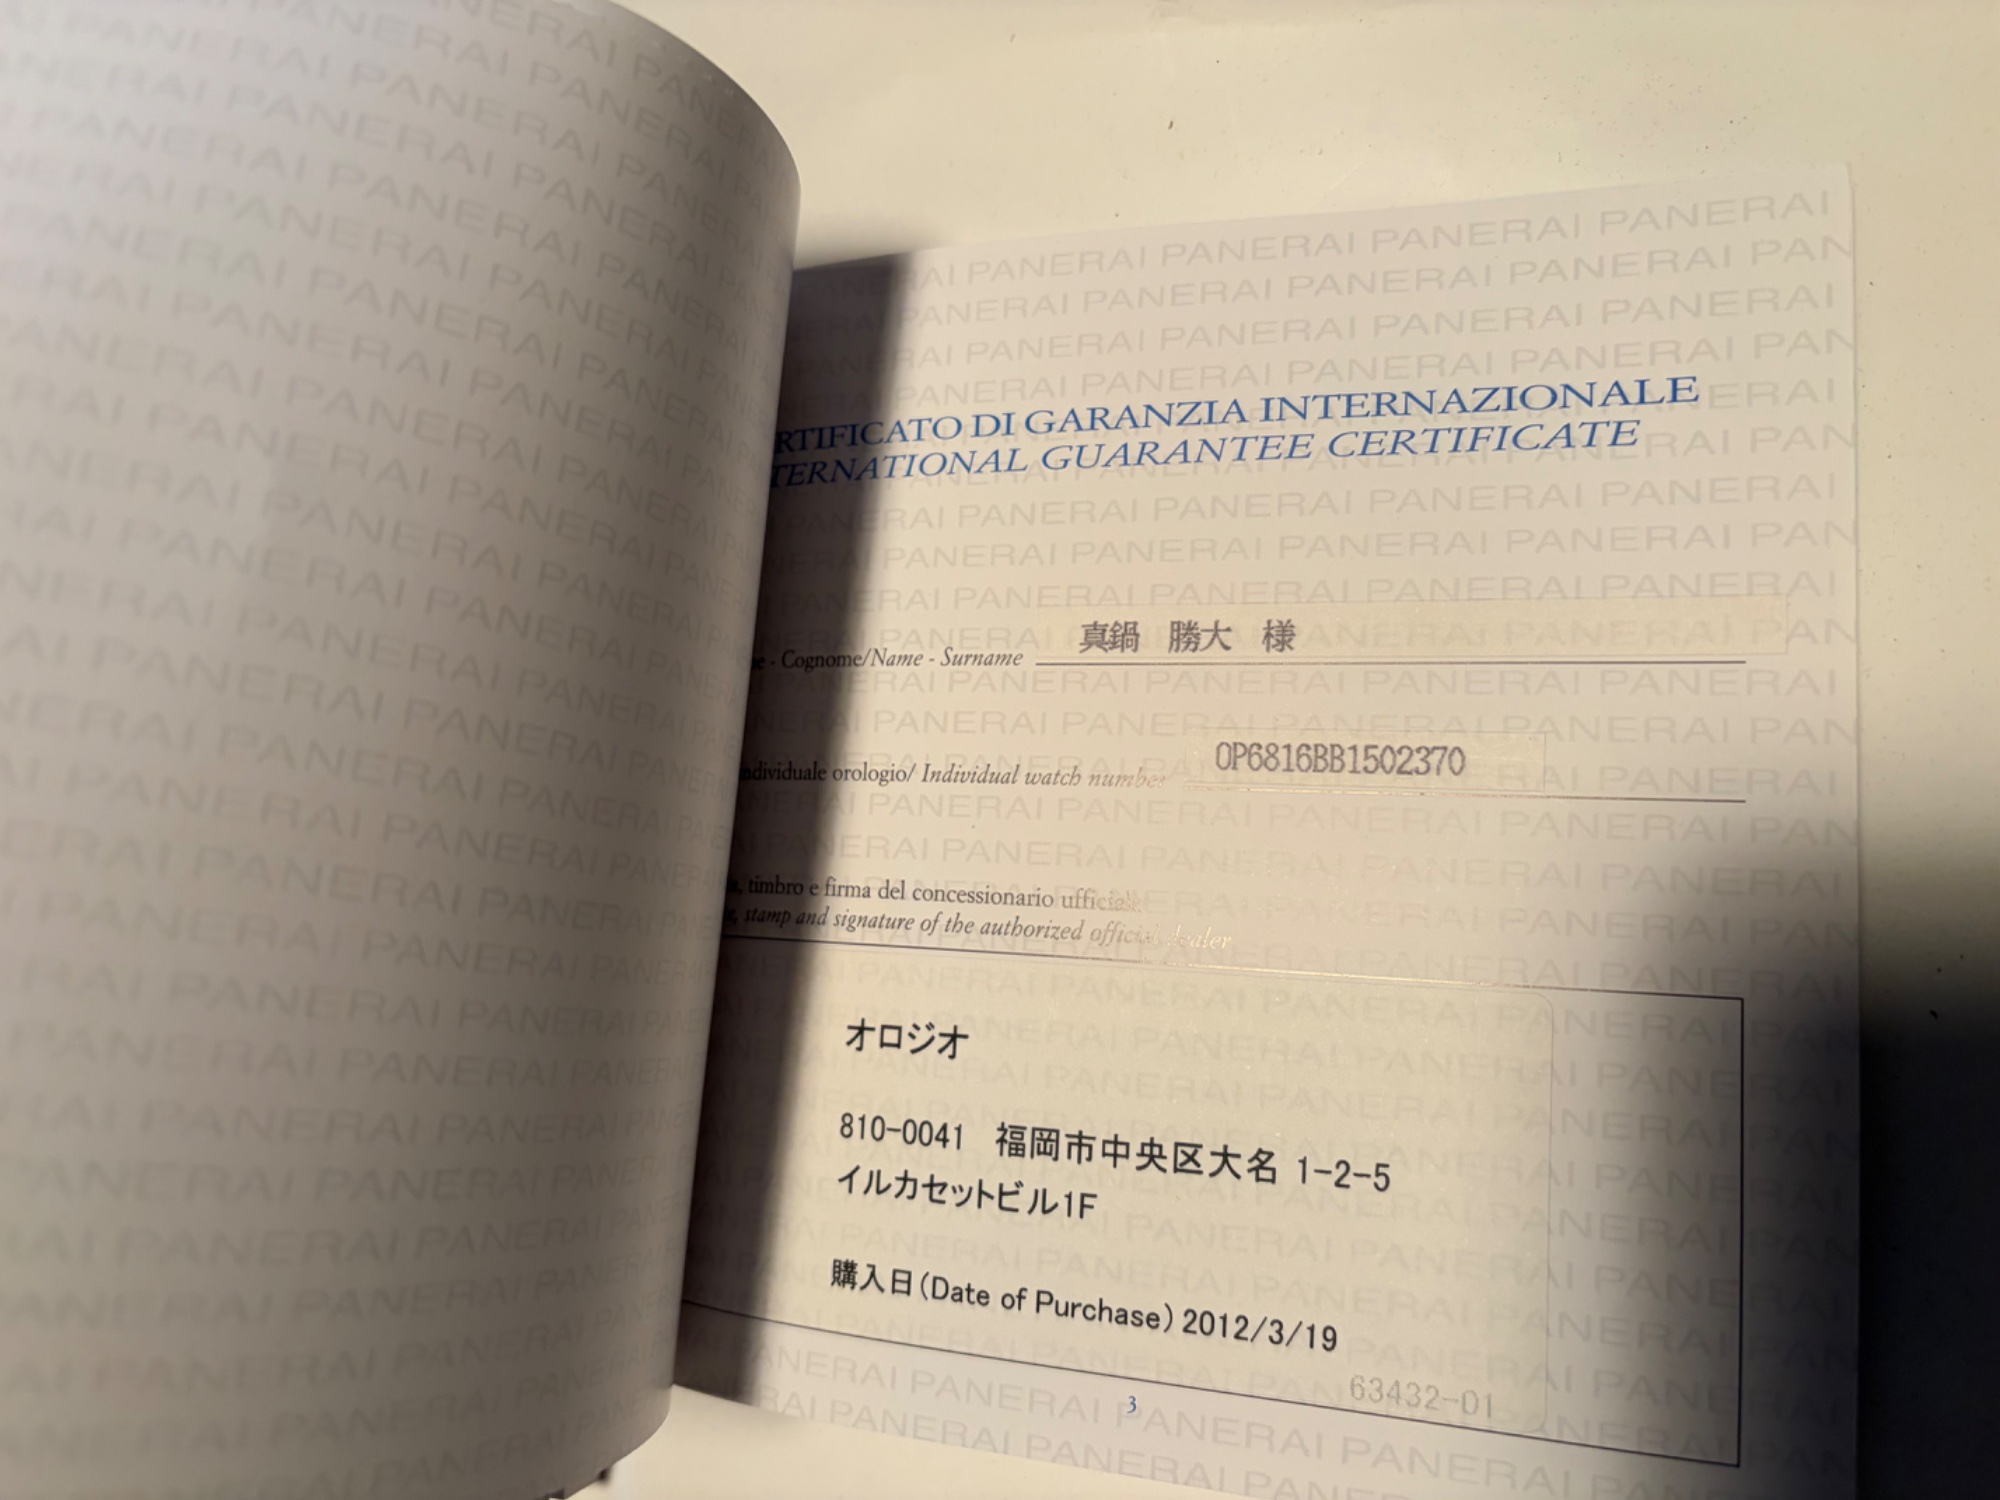 RTIFICATO DI GARANZIA INTERNAZIONALE
TERNATIONAL GUARANTEE CERTIFICATE
e - Cognome/Name - Surname 真鍋 勝大 様
ndividuale orologio/ Individual watch number OP6816BB1502370
, timbro e firma del concessionario ufficiale
e, stamp and signature of the authorized official dealer
オロジオ
810-0041 福岡市中央区大名 1-2-5
イルカセットビル1F
購入日(Date of Purchase) 2012/3/19
63432-01
3